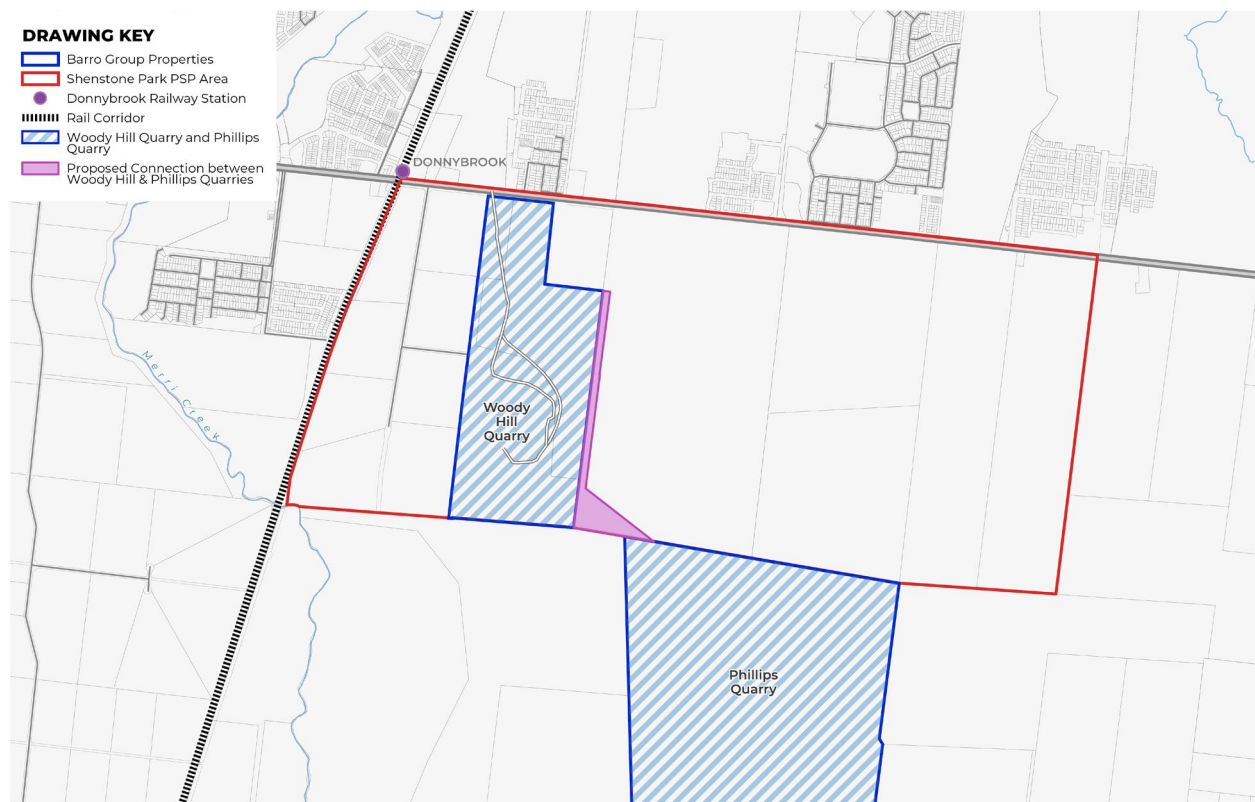 DRAWING KEY
Barro Group Properties
Shenstone Park PSP Area
Donnybrook Railway Station
Rail Corridor
Woody Hill Quarry and Phillips
Quarry
Proposed Connection between
Woody Hill & Phillips Quarries
DONNYBROOK
Merri Creek
Woody
Hill
Quarry
Phillips
Quarry